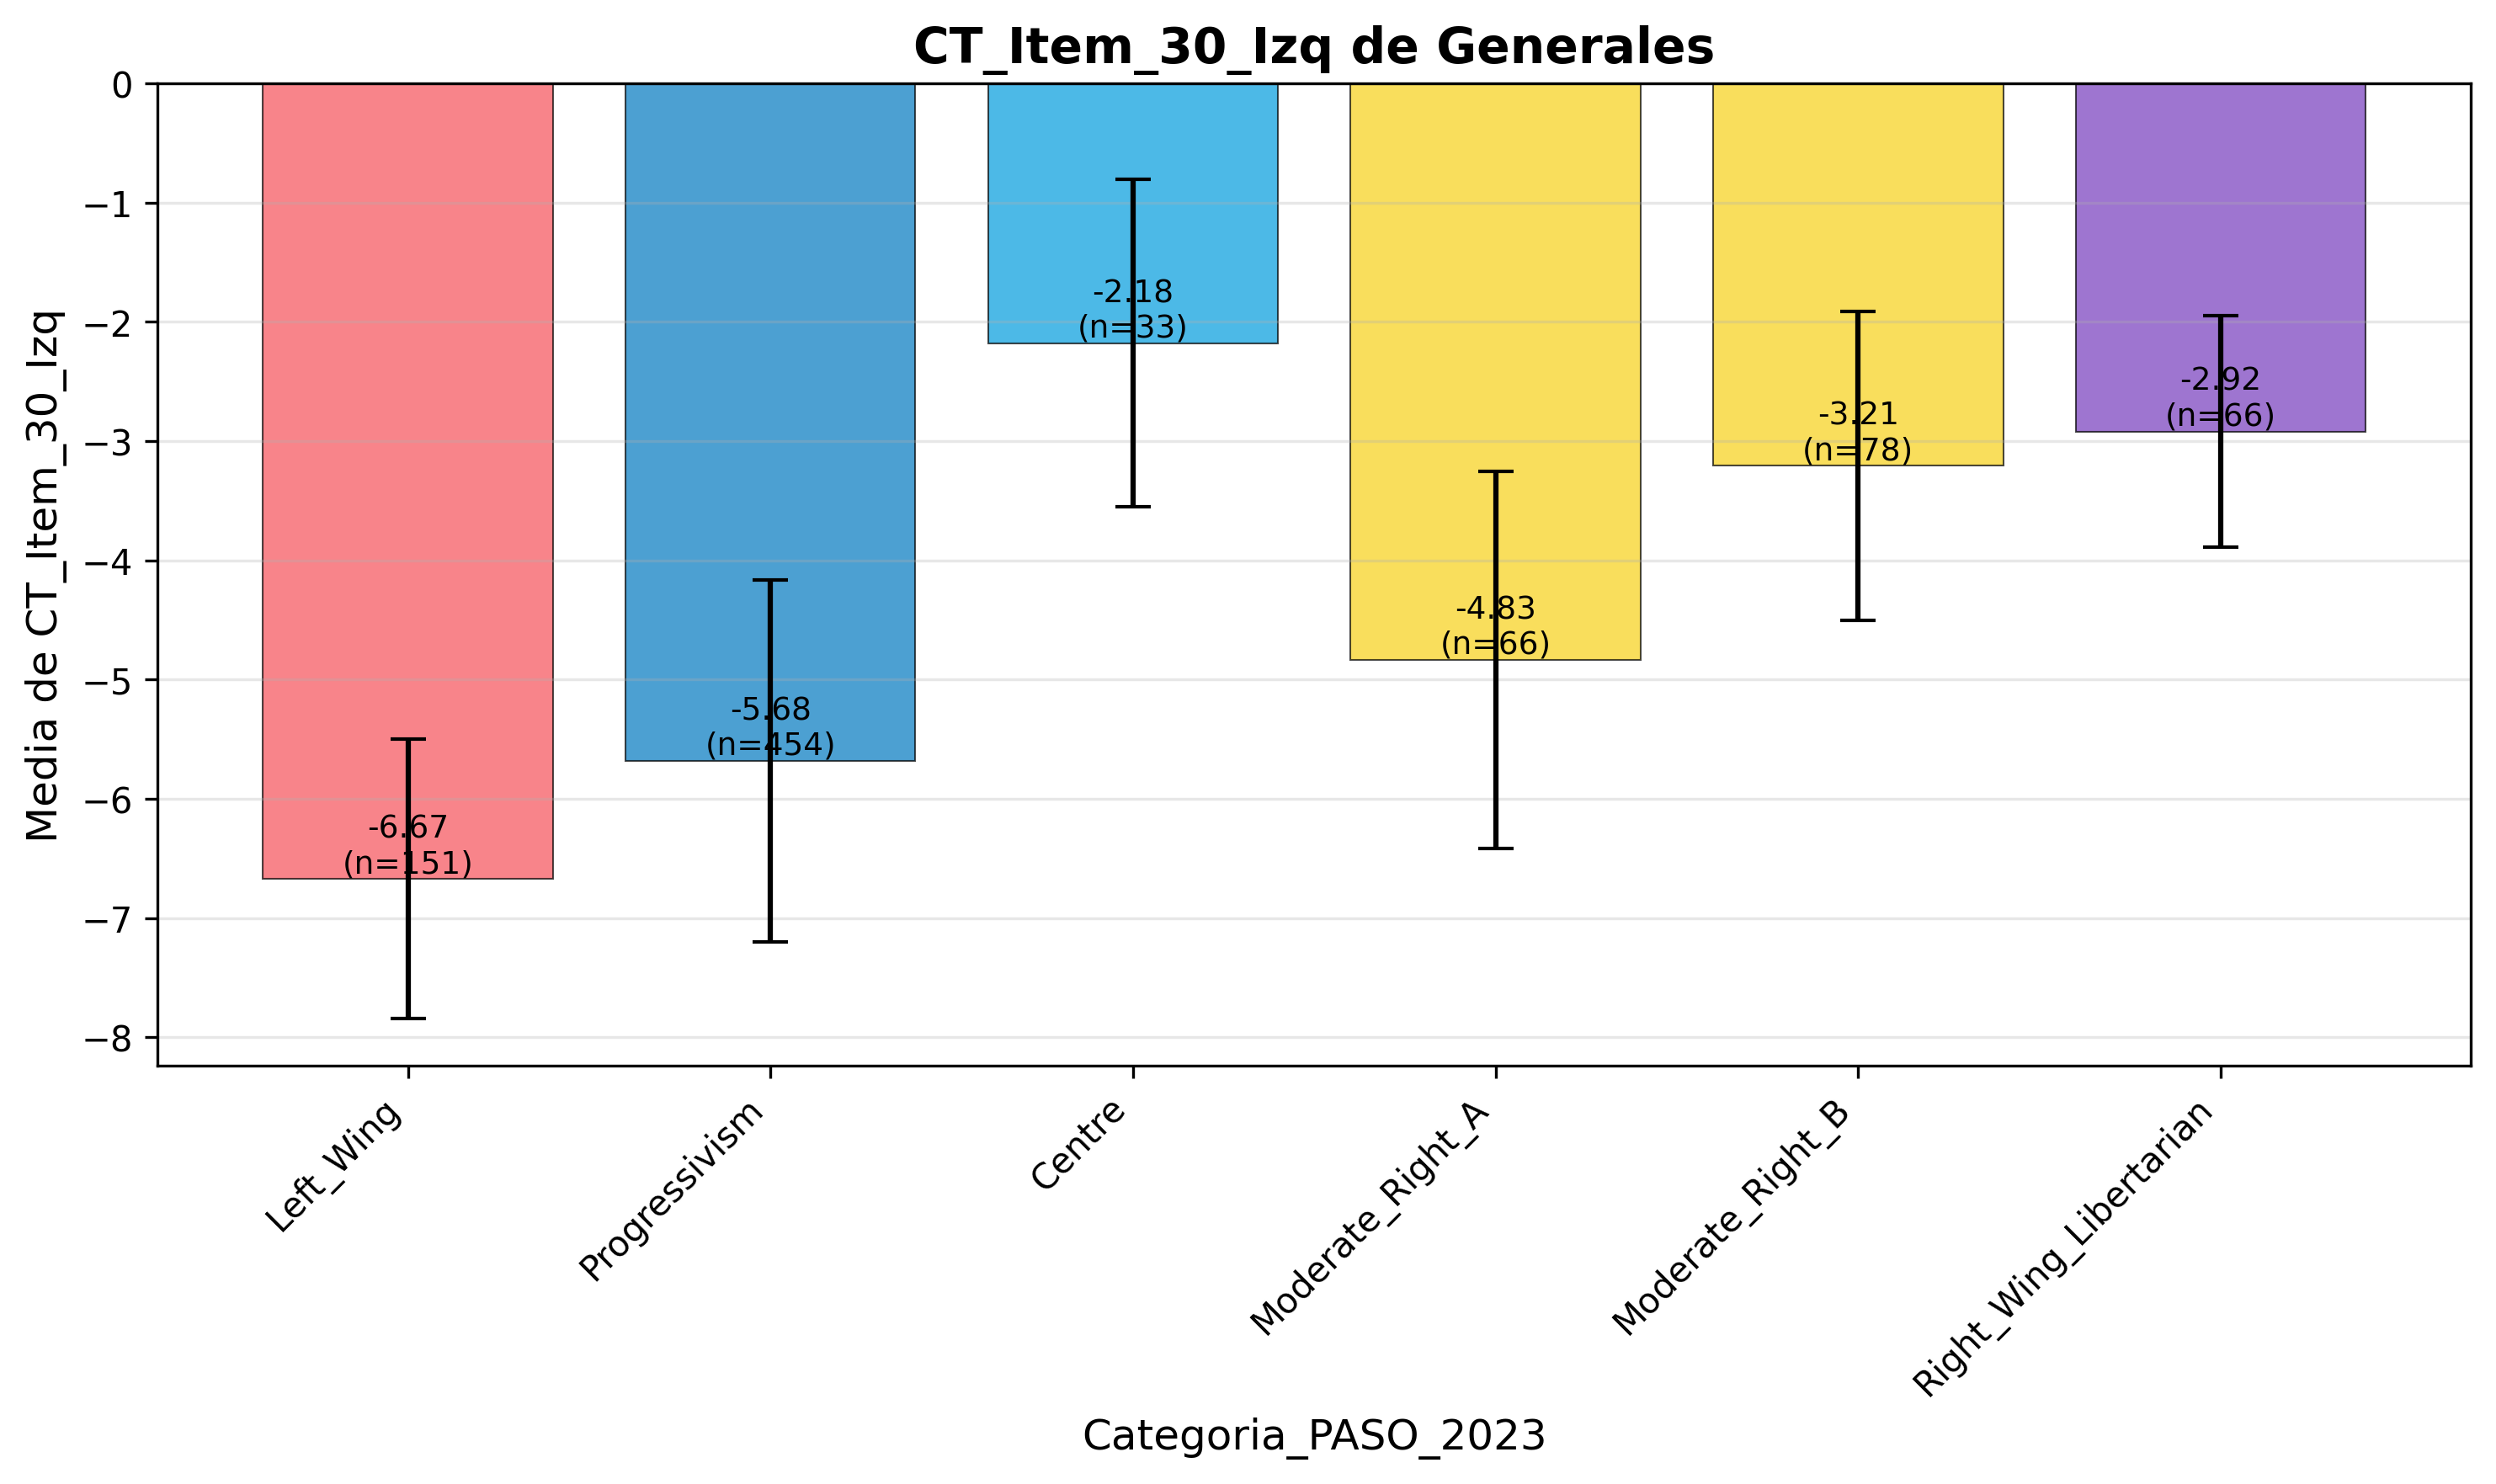 CT_Item_30_Izq de Generales
Media de CT_Item_30_Izq
0
−1
−2
−3
−4
−5
−6
−7
−8
-6.67
(n=151)
-5.68
(n=454)
-2.18
(n=33)
-4.83
(n=66)
-3.21
(n=78)
-2.92
(n=66)
Left_Wing
Progressivism
Centre
Moderate_Right_A
Moderate_Right_B
Right_Wing_Libertarian
Categoria_PASO_2023